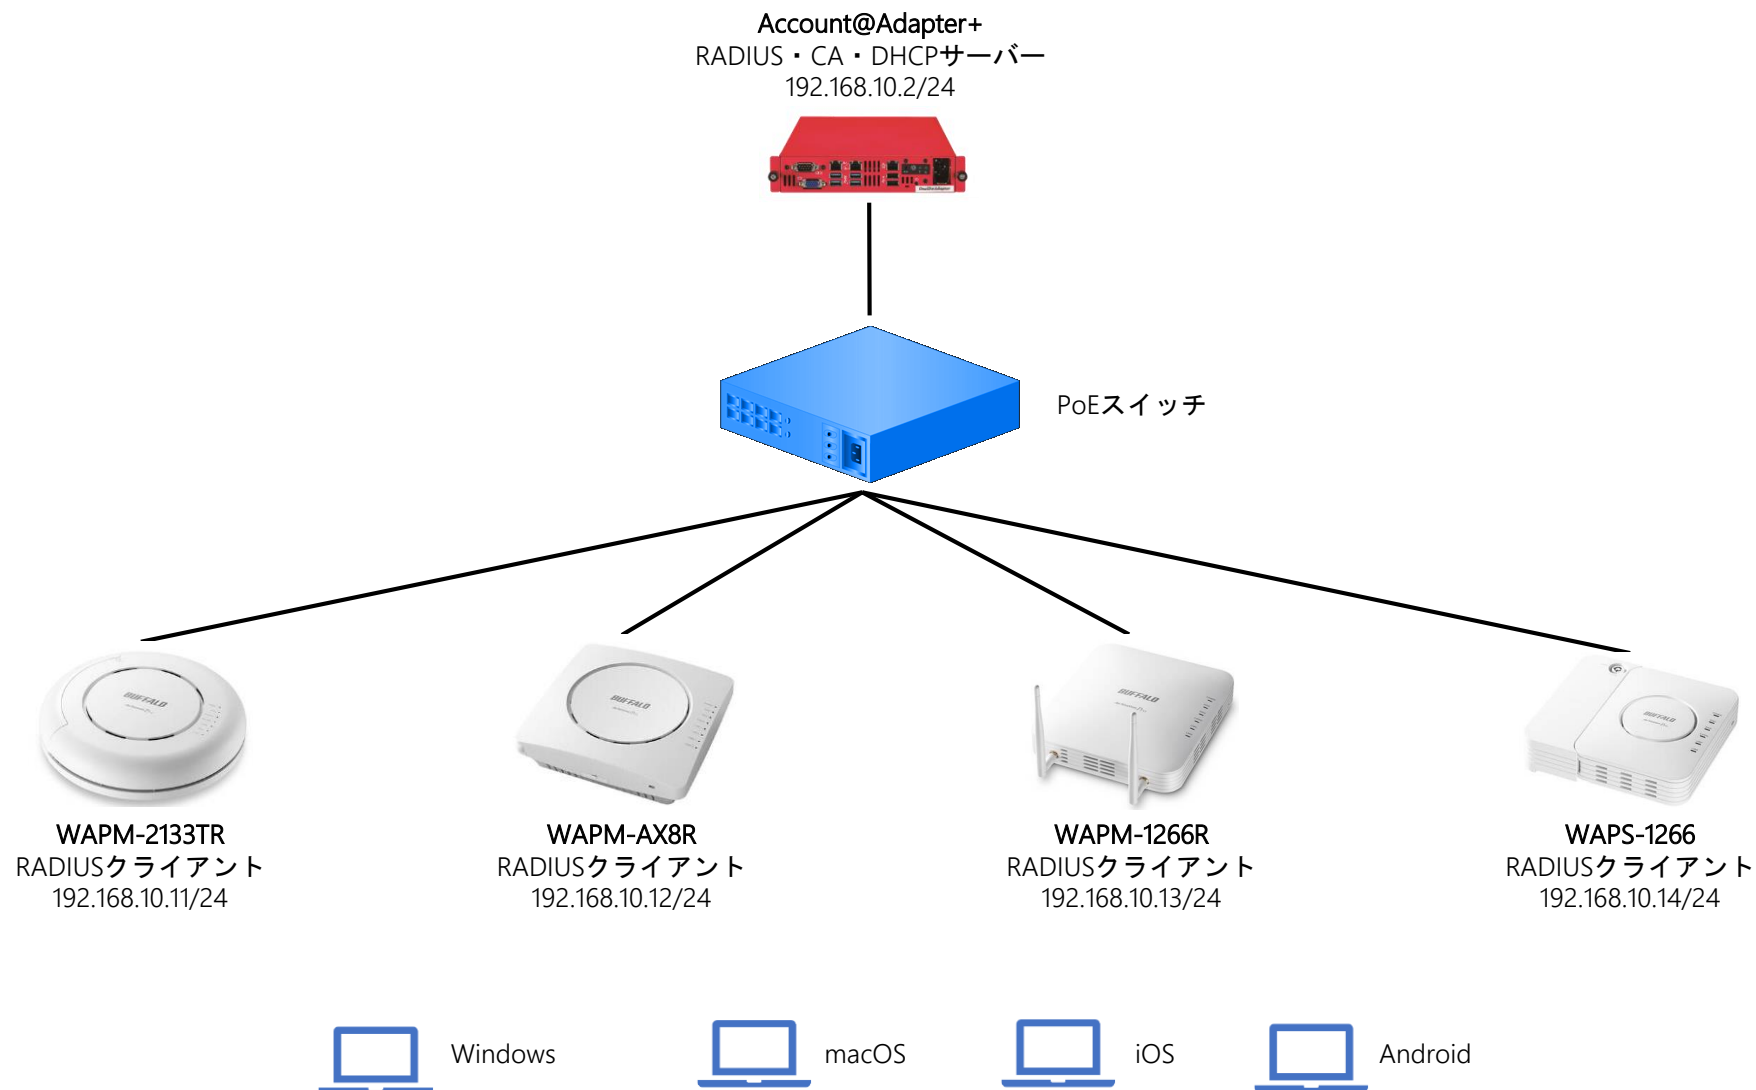 Account@Adapter+
RADIUS・CA・DHCPサーバー
192.168.10.2/24
PoEスイッチ
BUFFALO
BUFFALO
BUFFALO
BUFFALO
WAPM-2133TR
RADIUSクライアント
192.168.10.11/24
WAPM-AX8R
RADIUSクライアント
192.168.10.12/24
WAPM-1266R
RADIUSクライアント
192.168.10.13/24
WAPS-1266
RADIUSクライアント
192.168.10.14/24
Windows
macOS
iOS
Android